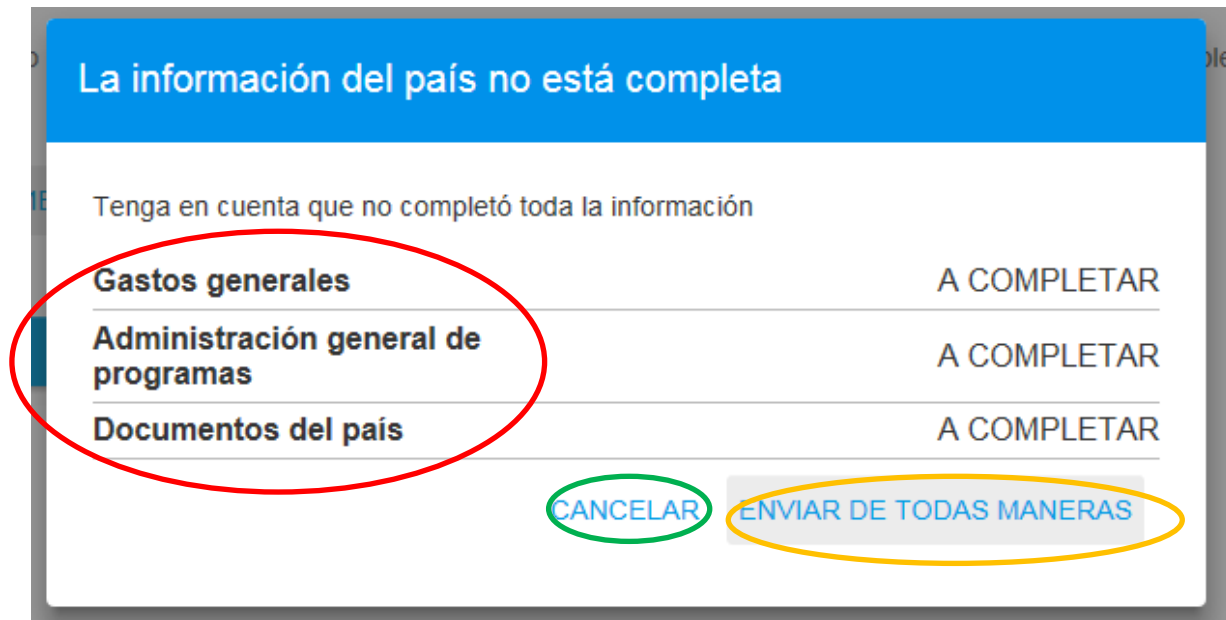 La información del país no está completa
Tenga en cuenta que no completó toda la información
Gastos generales A COMPLETAR
Administración general de
programas A COMPLETAR
Documentos del país A COMPLETAR
CANCELAR ENVIAR DE TODAS MANERAS